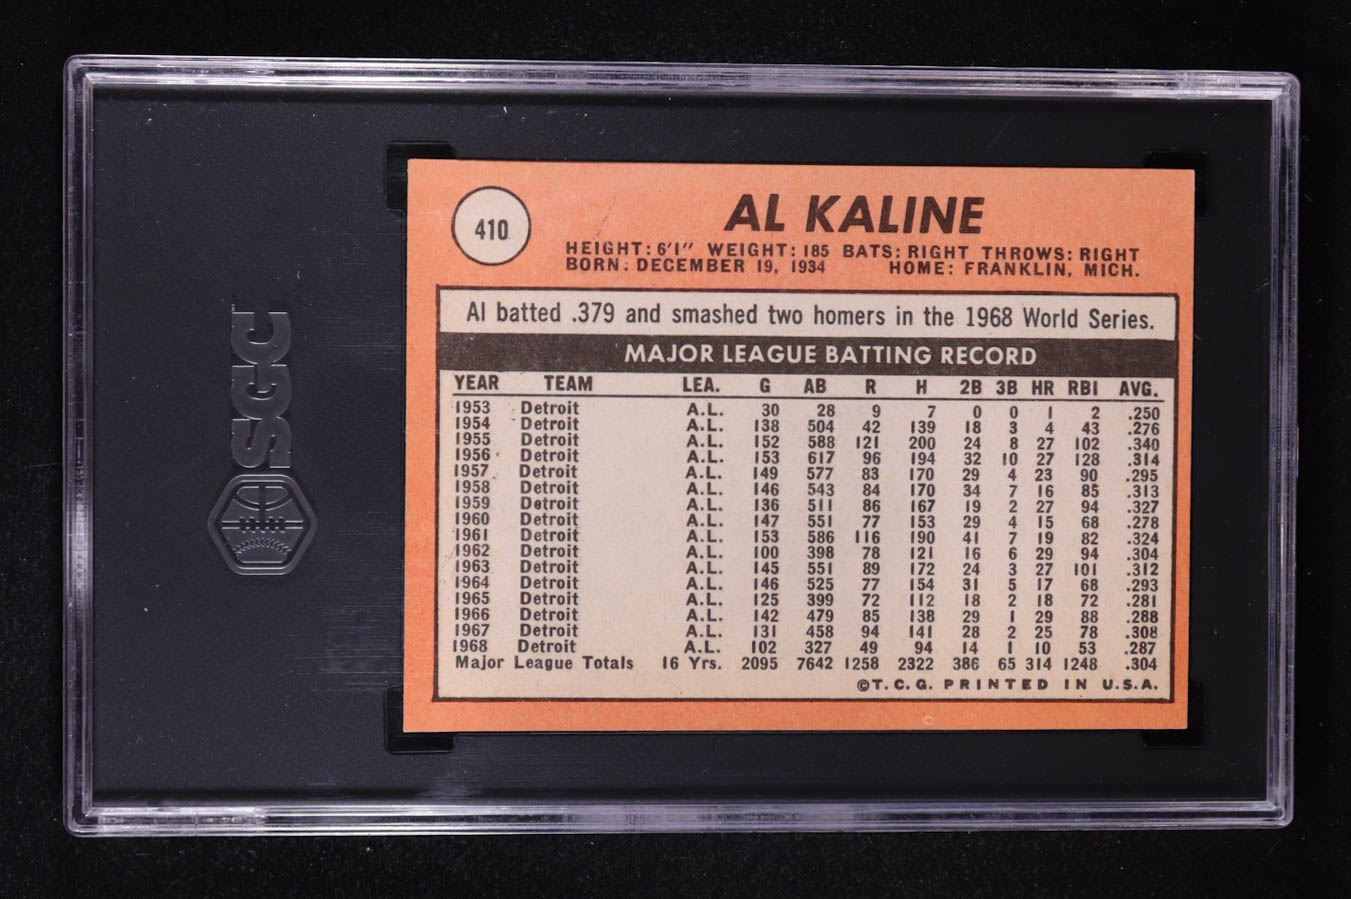 SGC
410
AL KALINE
HEIGHT: 6'1" WEIGHT: 185 BATS: RIGHT THROWS: RIGHT
BORN: DECEMBER 19, 1934 HOME: FRANKLIN, MICH.
Al batted .379 and smashed two homers in the 1968 World Series.
MAJOR LEAGUE BATTING RECORD
YEAR TEAM LEA. G AB R H 2B 3B HR RBI AVG.
1953 Detroit A.L. 30 28 9 7 0 0 1 2 .250
1954 Detroit A.L. 138 504 42 139 18 3 4 43 .276
1955 Detroit A.L. 152 588 121 200 24 8 27 102 .340
1956 Detroit A.L. 153 617 96 194 32 10 27 128 .314
1957 Detroit A.L. 149 577 83 170 29 4 23 90 .295
1958 Detroit A.L. 146 543 84 170 34 7 16 85 .313
1959 Detroit A.L. 136 511 86 167 19 2 27 94 .327
1960 Detroit A.L. 147 551 77 153 29 4 15 68 .278
1961 Detroit A.L. 153 586 116 190 41 7 19 82 .324
1962 Detroit A.L. 100 398 78 121 16 6 29 94 .304
1963 Detroit A.L. 145 551 89 172 24 3 27 101 .312
1964 Detroit A.L. 146 525 77 154 31 5 17 68 .293
1965 Detroit A.L. 125 399 72 112 18 2 18 72 .281
1966 Detroit A.L. 142 479 85 138 29 1 29 88 .288
1967 Detroit A.L. 131 458 94 141 28 2 25 78 .308
1968 Detroit A.L. 102 327 49 94 14 1 10 53 .287
Major League Totals 16 Yrs. 2095 7642 1258 2322 386 65 314 1248 .304
©T.C.G. PRINTED IN U.S.A.